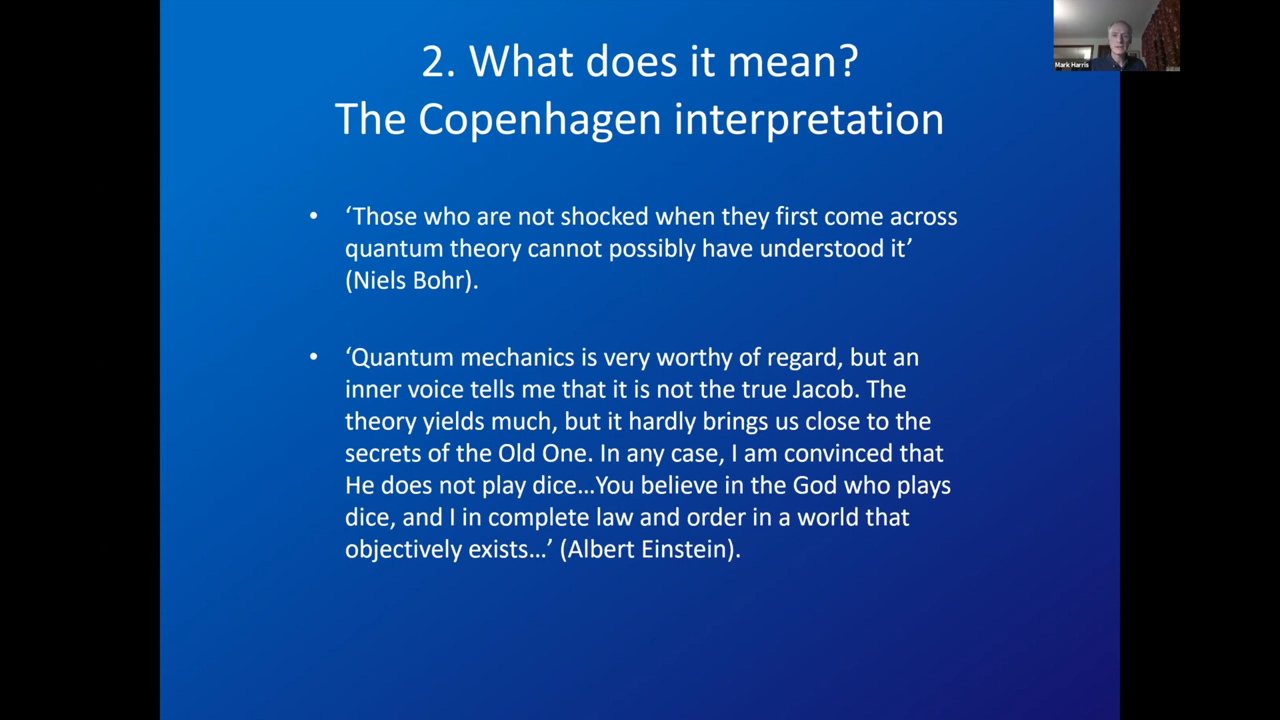 2. What does it mean?
The Copenhagen interpretation
Mark Harris
• ‘Those who are not shocked when they first come across
quantum theory cannot possibly have understood it’
(Niels Bohr).
• ‘Quantum mechanics is very worthy of regard, but an
inner voice tells me that it is not the true Jacob. The
theory yields much, but it hardly brings us close to the
secrets of the Old One. In any case, I am convinced that
He does not play dice…You believe in the God who plays
dice, and I in complete law and order in a world that
objectively exists…’ (Albert Einstein).